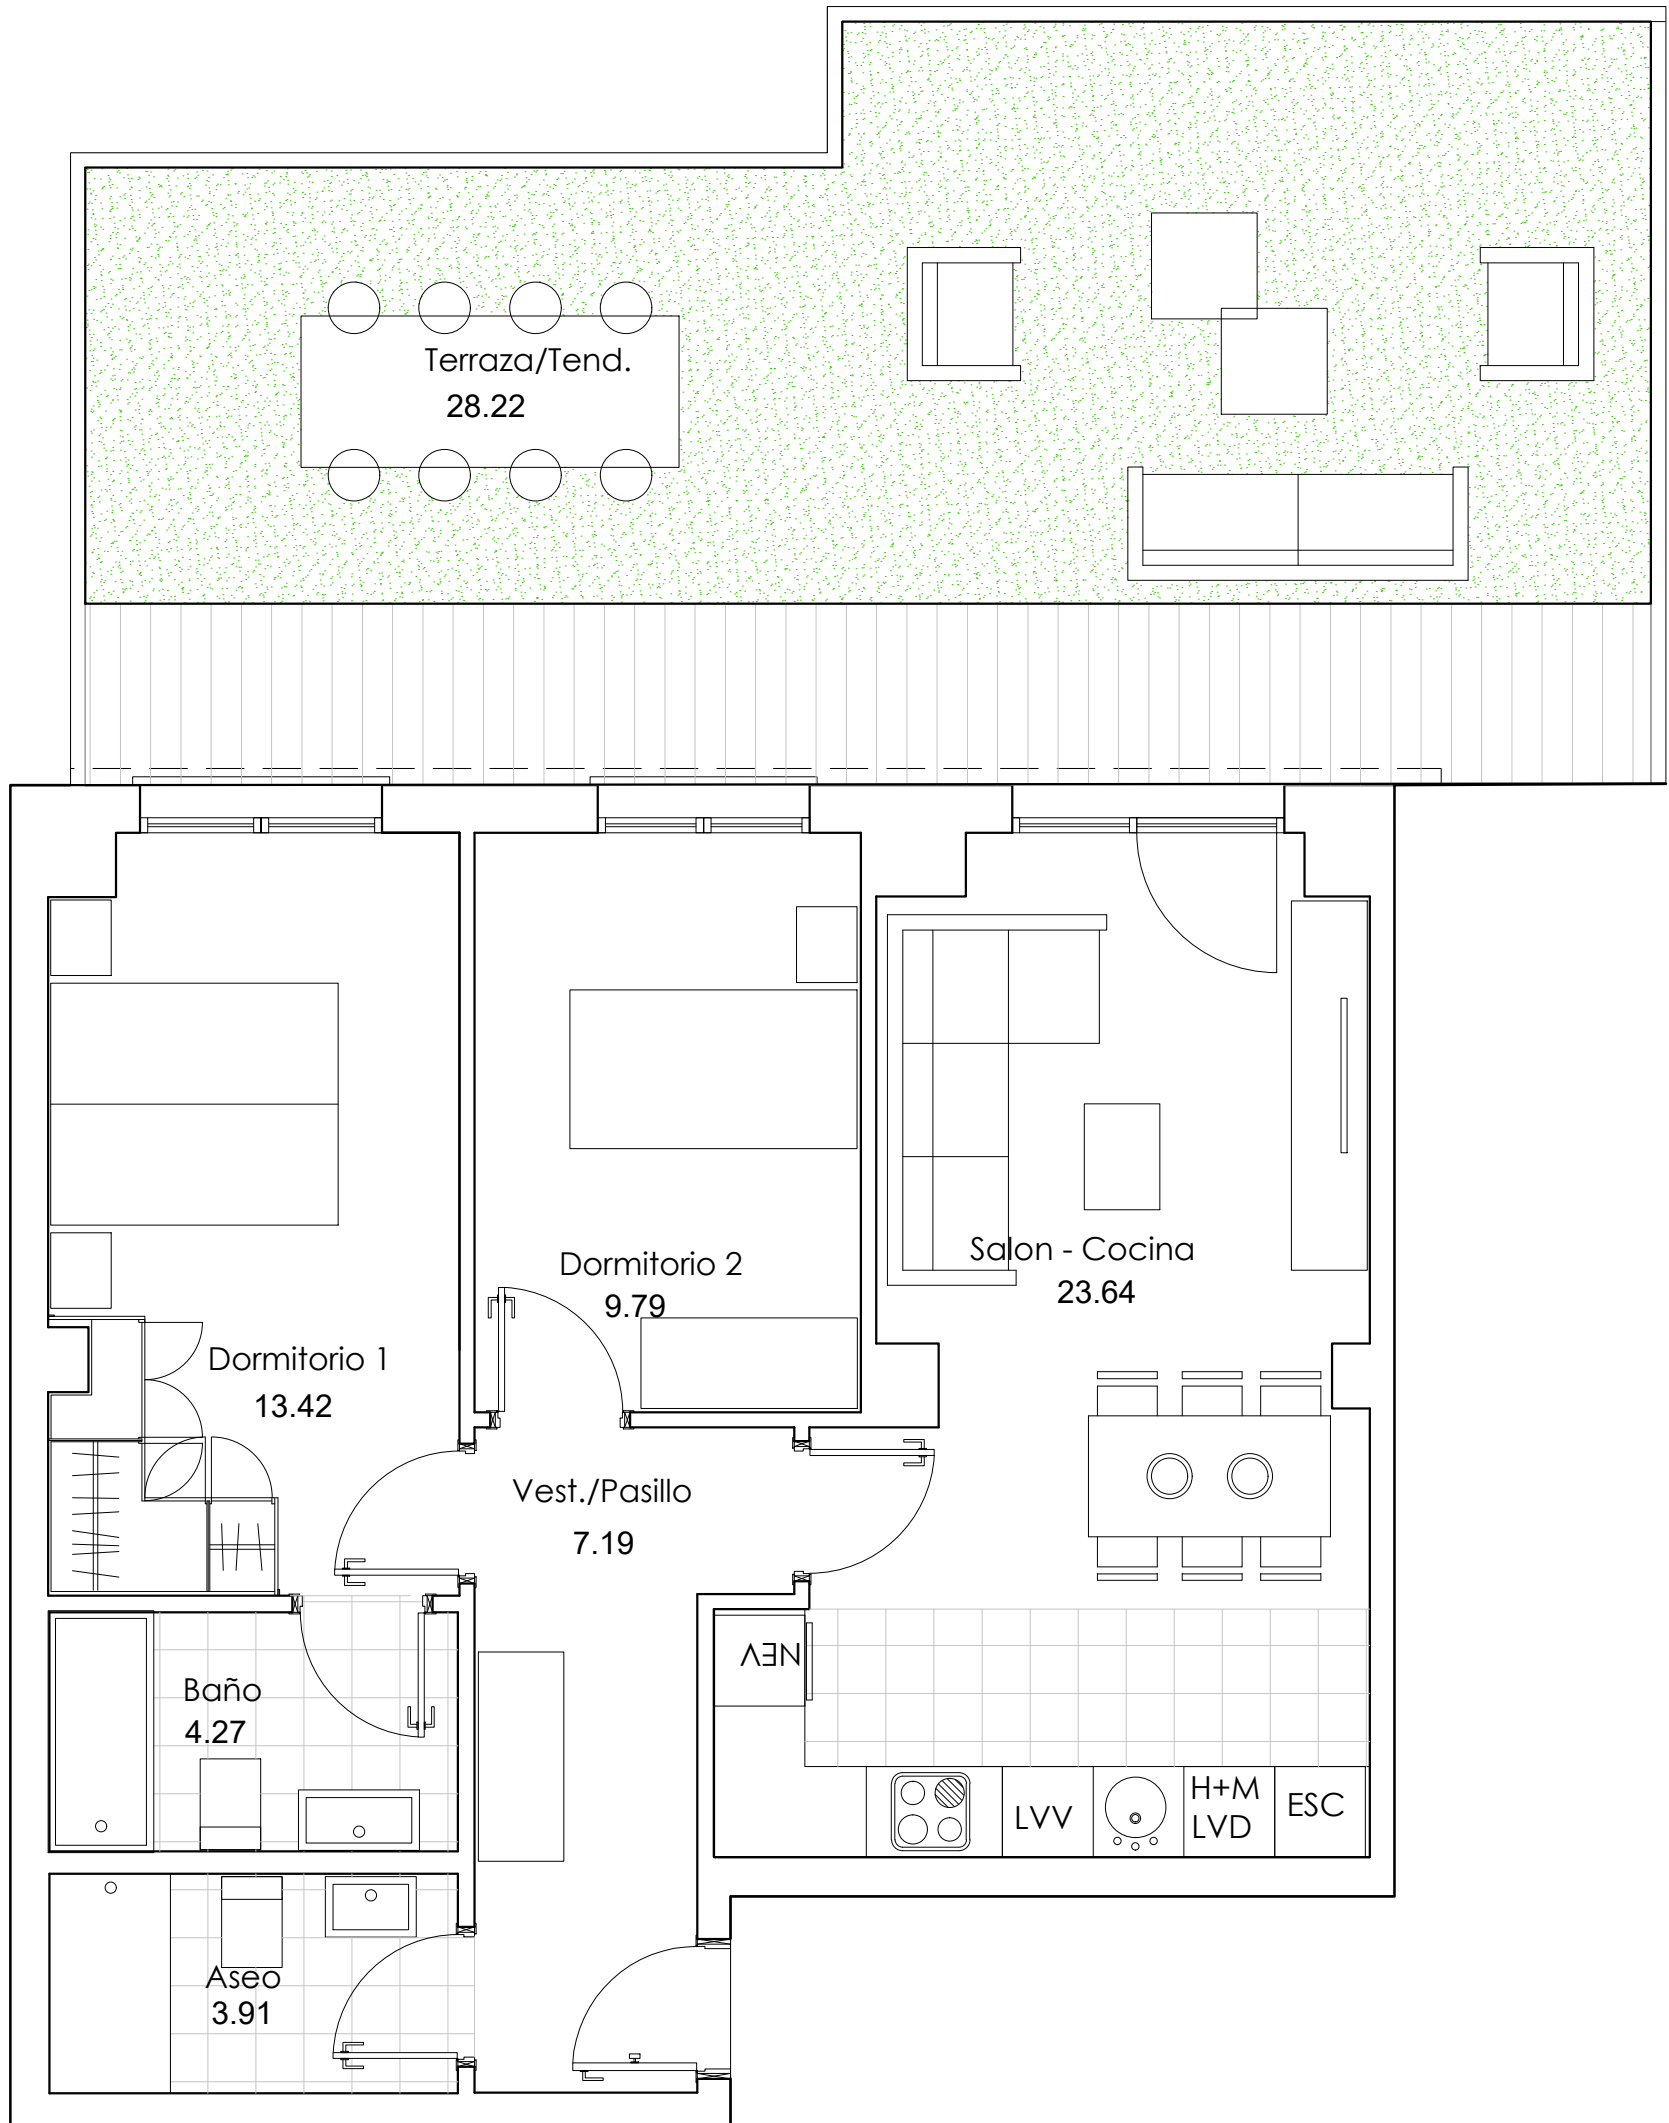 Terraza/Tend.
28.22
Dormitorio 2
9.79
Salon - Cocina
23.64
Dormitorio 1
13.42
Vest./Pasillo
7.19
NEV
Baño
4.27
LVV
H+M
LVD
ESC
Aseo
3.91